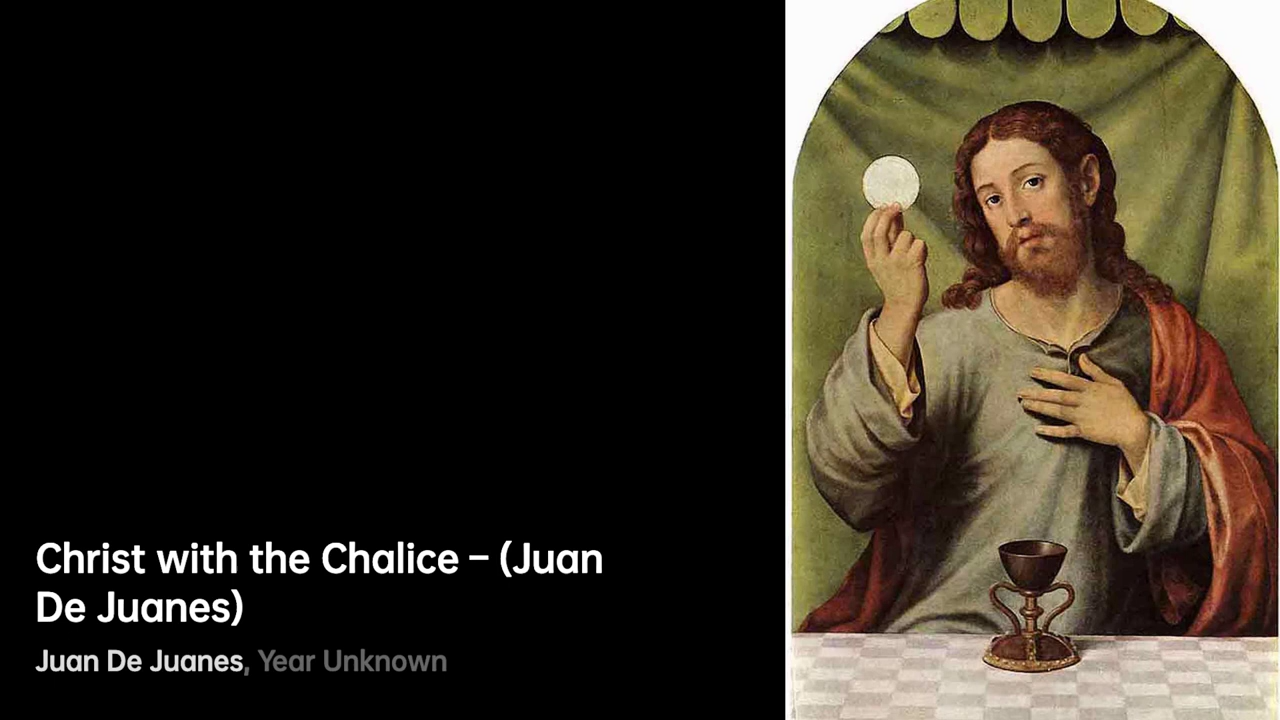 Christ with the Chalice – (Juan
De Juanes)
Juan De Juanes, Year Unknown